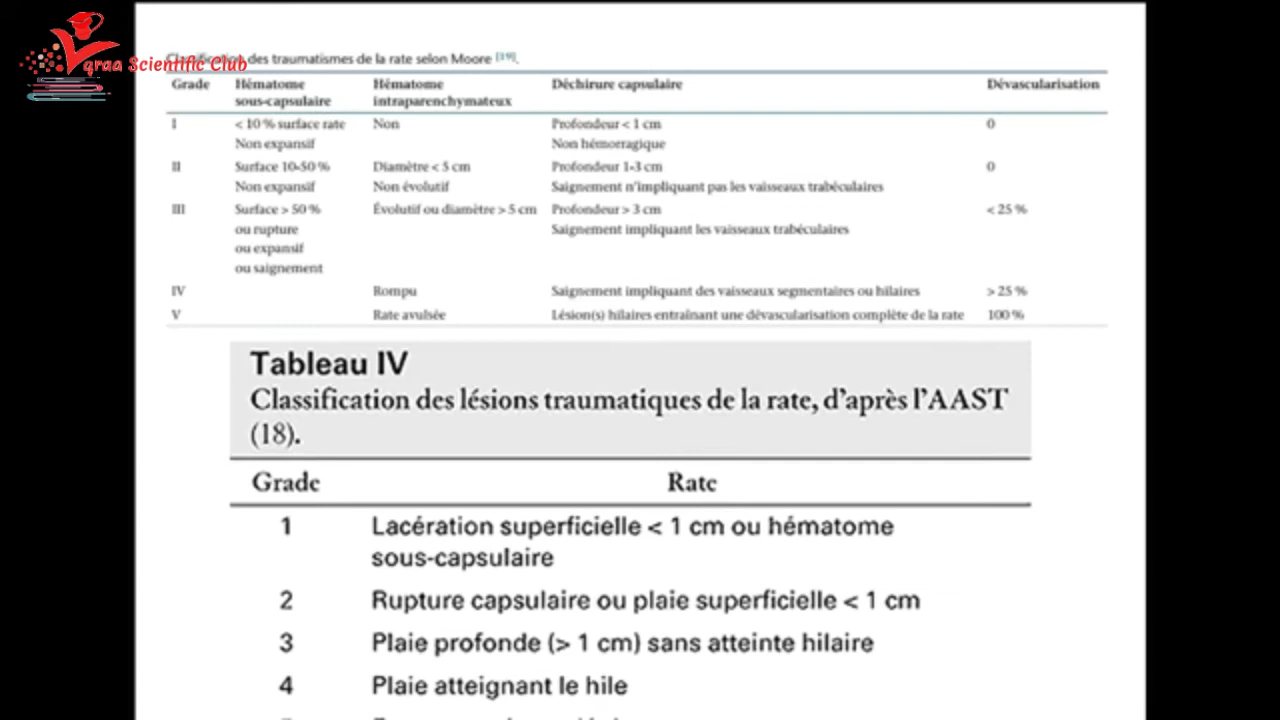 qraa Scientific Club
Classification des traumatismes de la rate selon Moore [19].
Grade Hématome Hématome Déchirure capsulaire Dévascularisation
sous-capsulaire intraparenchymateux
I < 10 % surface rate Non Profondeur < 1 cm 0
Non expansif Non hémorragique
II Surface 10-50 % Diamètre < 5 cm Profondeur 1-3 cm 0
Non expansif Non évolutif Saignement n'impliquant pas les vaisseaux trabéculaires
III Surface > 50 % Évolutif ou diamètre > 5 cm Profondeur > 3 cm < 25 %
ou rupture Saignement impliquant les vaisseaux trabéculaires
ou expansif
ou saignement
IV Rompu Saignement impliquant des vaisseaux segmentaires ou hilaires > 25 %
V Rate avulsée Lésion(s) hilaires entraînant une dévascularisation complète de la rate 100 %
Tableau IV
Classification des lésions traumatiques de la rate, d'après l'AAST
(18).
Grade Rate
1 Lacération superficielle < 1 cm ou hématome
sous-capsulaire
2 Rupture capsulaire ou plaie superficielle < 1 cm
3 Plaie profonde (> 1 cm) sans atteinte hilaire
4 Plaie atteignant le hile